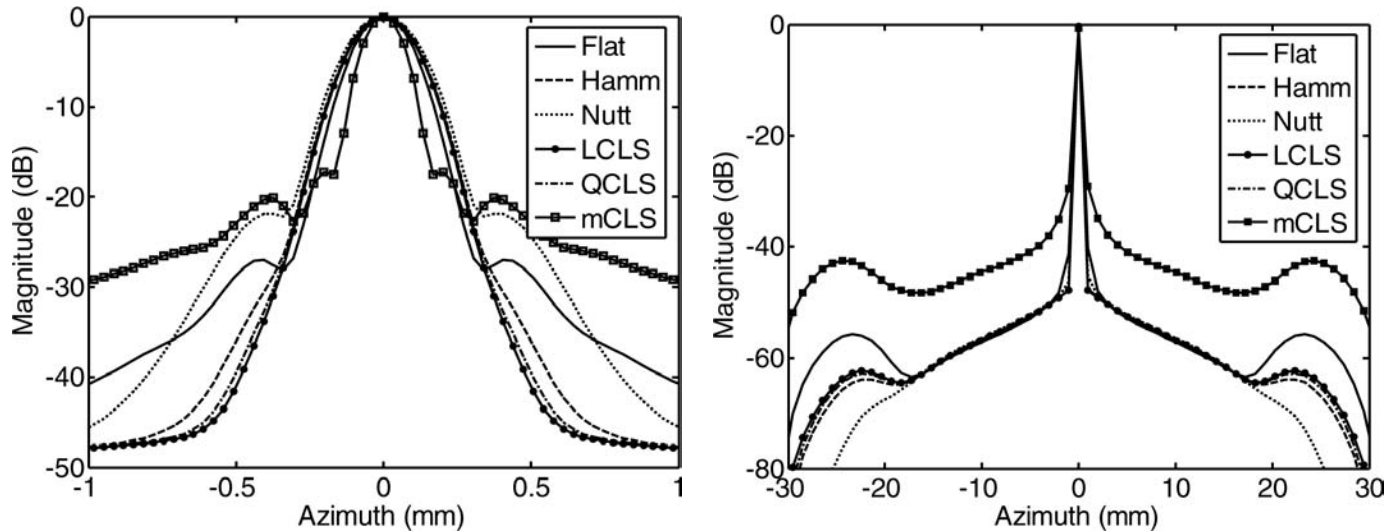 0
-10
-20
-30
-40
-50
-1
-0.5
0
0.5
1
Magnitude (dB)
Azimuth (mm)
Flat
Hamm
Nutt
LCLS
QCLS
mCLS
0
-20
-40
-60
-80
-30
-20
-10
0
10
20
30
Magnitude (dB)
Azimuth (mm)
Flat
Hamm
Nutt
LCLS
QCLS
mCLS